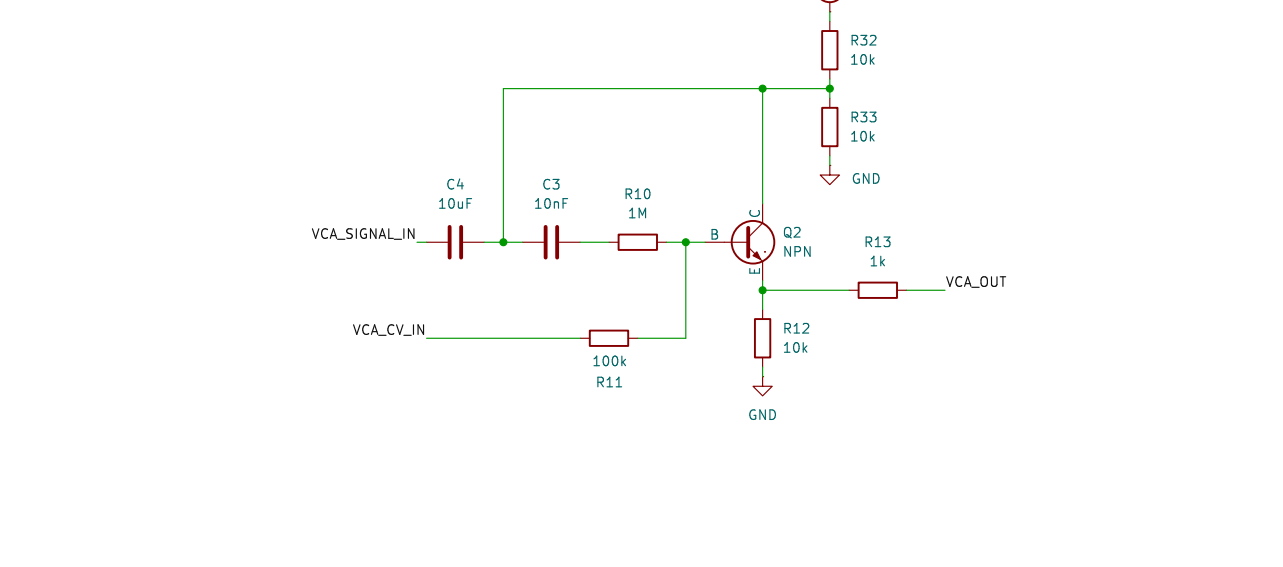 R32
10k
R33
10k
GND
C4
10uF
C3
10nF
R10
1M
C
VCA_SIGNAL_IN
B
Q2
NPN
E
R13
1k
VCA_OUT
VCA_CV_IN
100k
R11
R12
10k
GND